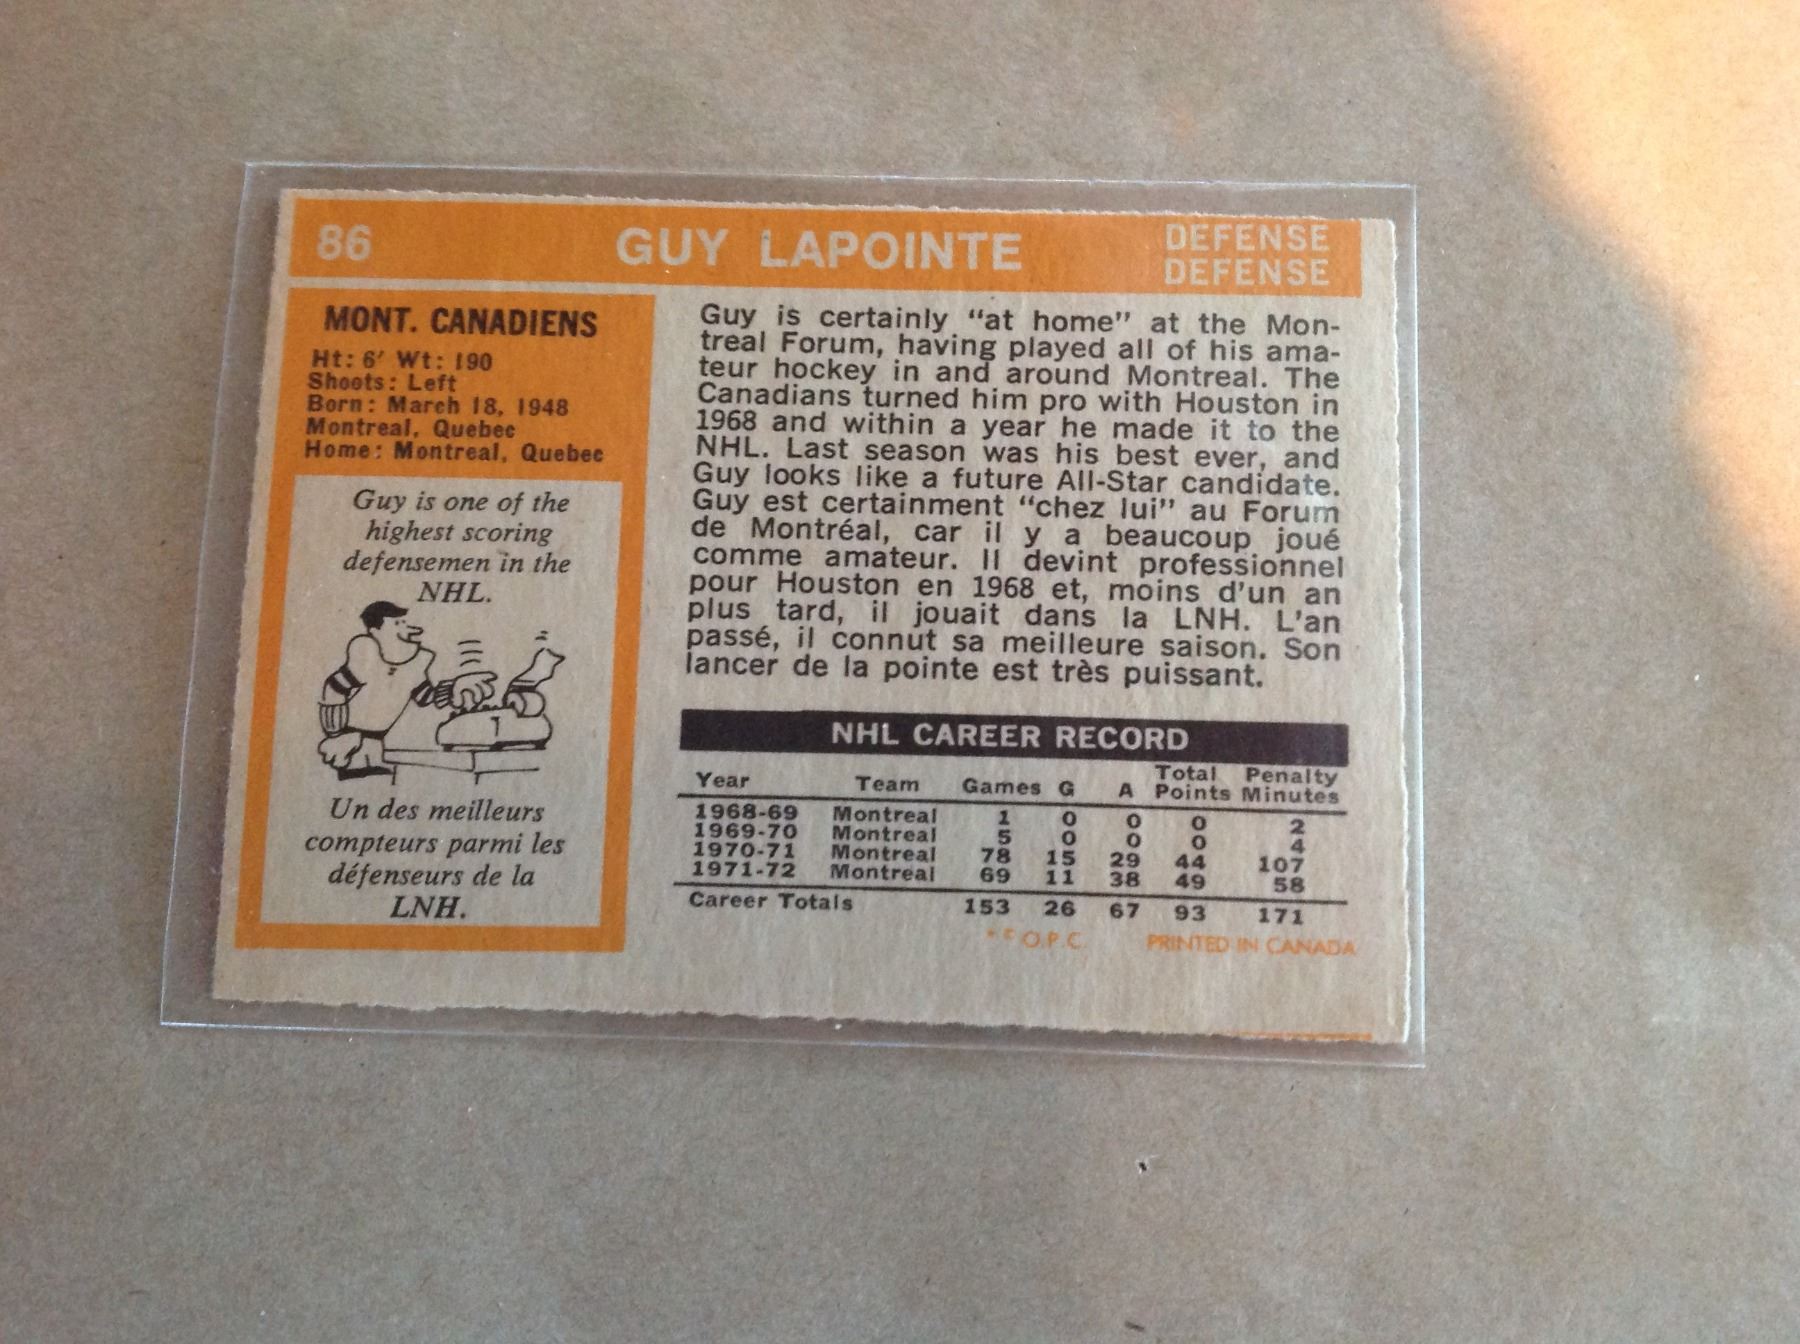 86 GUY LAPOINTE DEFENSE
DEFENSE
MONT. CANADIENS
Ht: 6' Wt: 190
Shoots: Left
Born: March 18, 1948
Montreal, Quebec
Home: Montreal, Quebec
Guy is one of the
highest scoring
defensemen in the
NHL.
Un des meilleurs
compteurs parmi les
défenseurs de la
LNH.
Guy is certainly "at home" at the Mon-
treal Forum, having played all of his ama-
teur hockey in and around Montreal. The
Canadians turned him pro with Houston in
1968 and within a year he made it to the
NHL. Last season was his best ever, and
Guy looks like a future All-Star candidate.
Guy est certainment "chez lui" au Forum
de Montréal, car il y a beaucoup joué
comme amateur. Il devint professionnel
pour Houston en 1968 et, moins d'un an
plus tard, il jouait dans la LNH. L'an
passé, il connut sa meilleure saison. Son
lancer de la pointe est très puissant.
NHL CAREER RECORD
Year Team Games G A Total Points Penalty Minutes
1968-69 Montreal 1 0 0 0 2
1969-70 Montreal 5 0 0 0 4
1970-71 Montreal 78 15 29 44 107
1971-72 Montreal 69 11 38 49 58
Career Totals 153 26 67 93 171
** © O.P.C. PRINTED IN CANADA